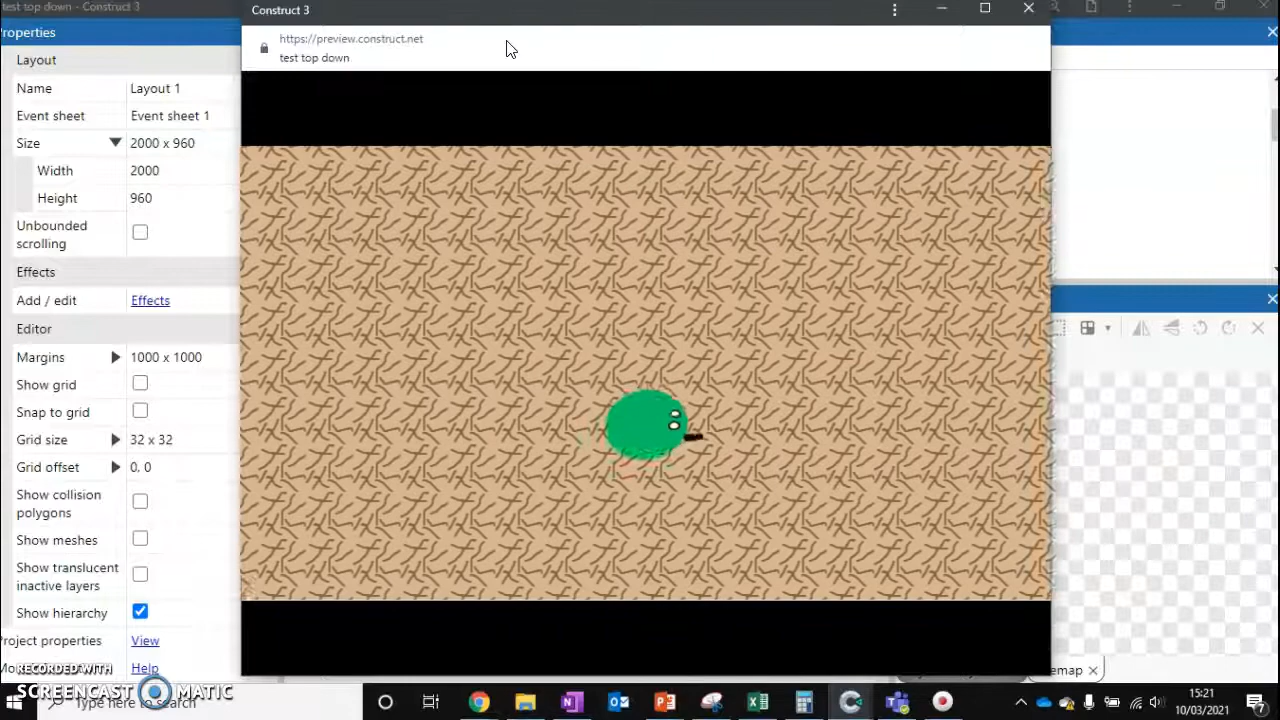 test top down - Construct 3
Construct 3
Properties
https://preview.construct.net
test top down
Layout
Name Layout 1
Event sheet Event sheet 1
Size 2000 x 960
Width 2000
Height 960
Unbounded
scrolling
Effects
Add / edit Effects
Editor
Margins 1000 x 1000
Show grid
Snap to grid
Grid size 32 x 32
Grid offset 0, 0
Show collision
polygons
Show meshes
Show translucent
inactive layers
Show hierarchy
Project properties View
Help
RECORDED WITH
SCREENCAST MATIC
Type here to search
emap
15:21
10/03/2021
7